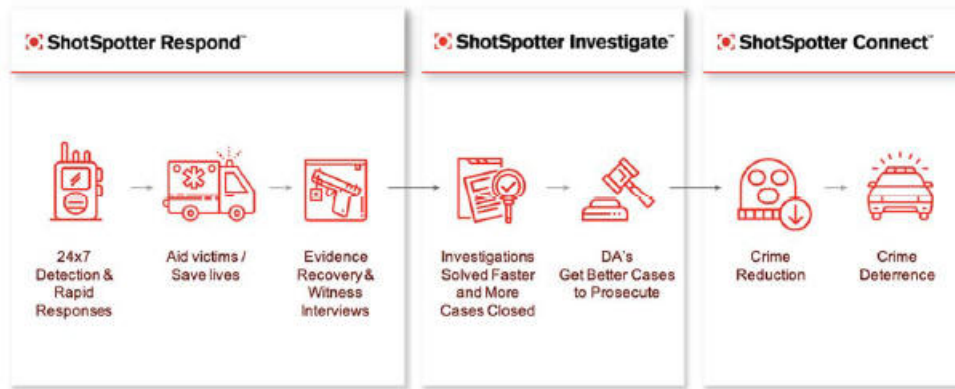 ShotSpotter Respond™
ShotSpotter Investigate™
ShotSpotter Connect™
24x7
Detection &
Rapid
Responses
Aid victims /
Save lives
Evidence
Recovery &
Witness
Interviews
Investigations
Solved Faster
and More
Cases Closed
DA's
Get Better Cases
to Prosecute
Crime
Reduction
Crime
Deterrence